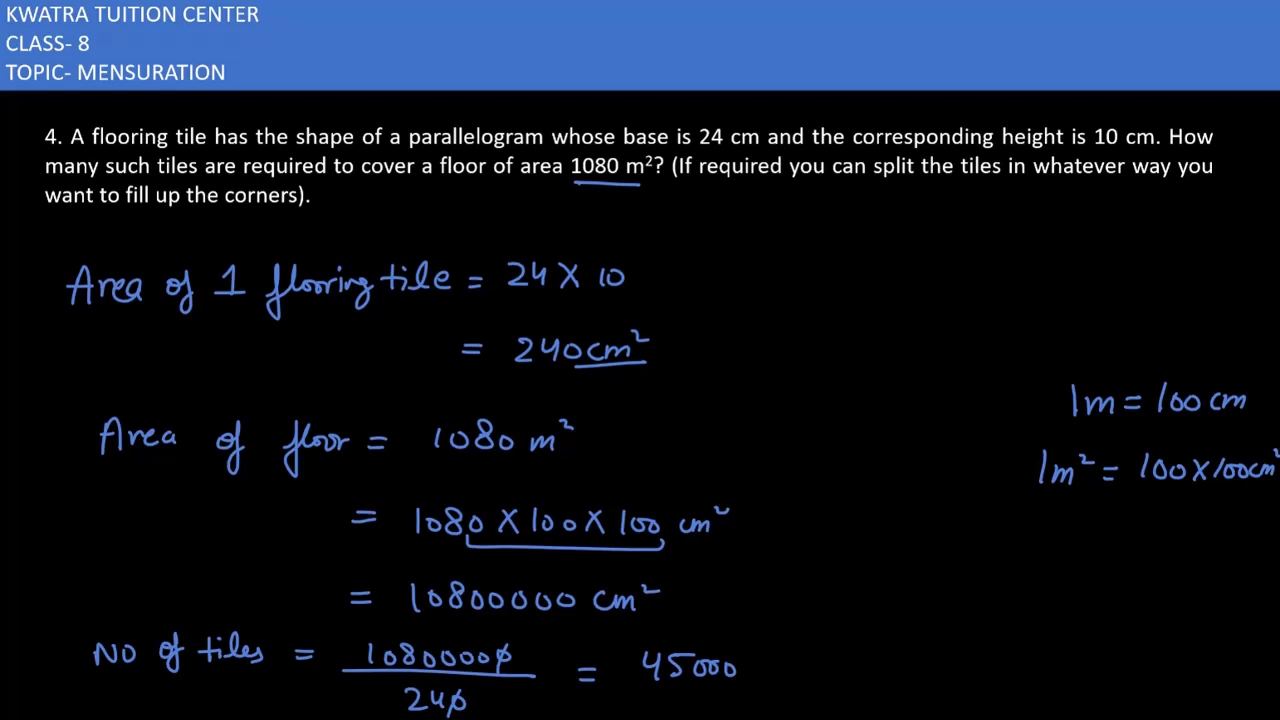 KWATRA TUITION CENTER
CLASS- 8
TOPIC- MENSURATION
4. A flooring tile has the shape of a parallelogram whose base is 24 cm and the corresponding height is 10 cm. How
many such tiles are required to cover a floor of area 1080 m²? (If required you can split the tiles in whatever way you
want to fill up the corners).
Area of 1 flooring tile = 24 X 10
= 240cm²
1m = 100 cm
Area of floor = 1080 m²
1m² = 100 X 100cm²
= 1080 X 100 X 100 cm²
= 10800000 cm²
NO of tiles = 10800000/240 = 45000